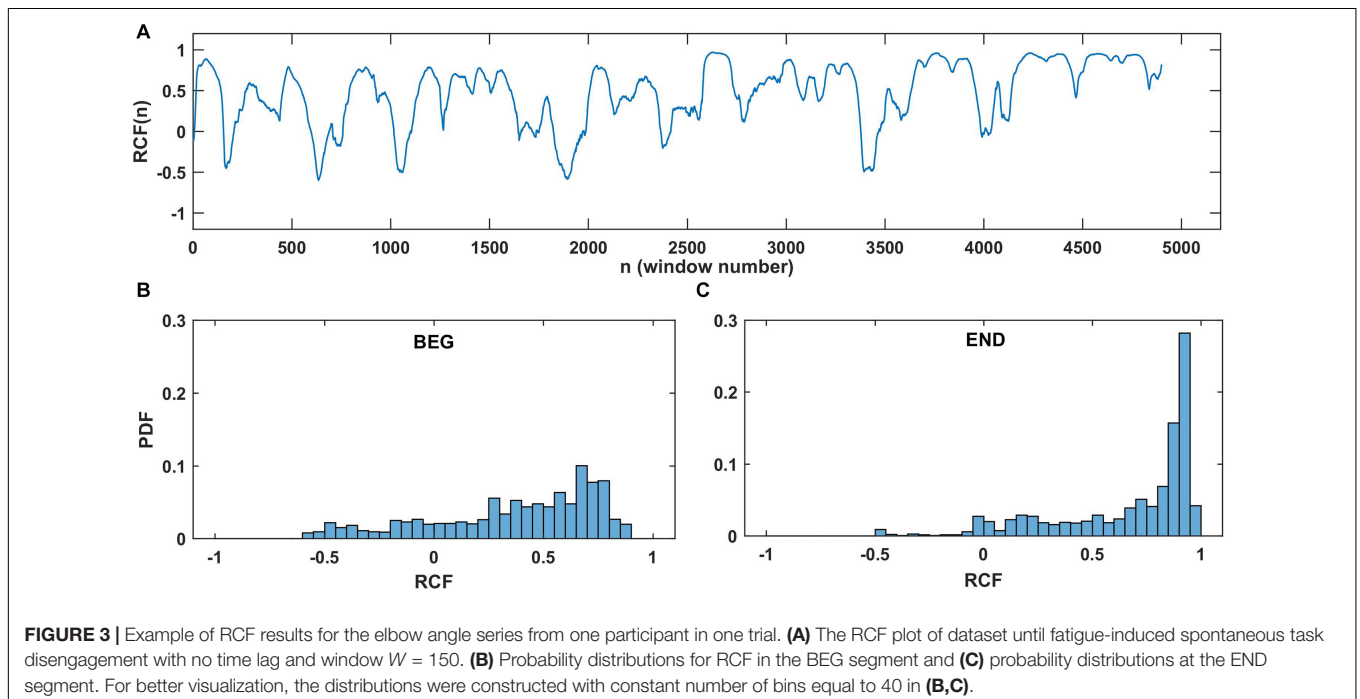 A
1
0.5
0
-0.5
-1
RCF(n)
0 500 1000 1500 2000 2500 3000 3500 4000 4500 5000
n (window number)
B
0.3
0.2
0.1
0
PDF
BEG
-1 -0.5 0 0.5 1
RCF
C
0.3
0.2
0.1
0
END
-1 -0.5 0 0.5 1
RCF
FIGURE 3 | Example of RCF results for the elbow angle series from one participant in one trial. (A) The RCF plot of dataset until fatigue-induced spontaneous task
disengagement with no time lag and window W = 150. (B) Probability distributions for RCF in the BEG segment and (C) probability distributions at the END
segment. For better visualization, the distributions were constructed with constant number of bins equal to 40 in (B,C).